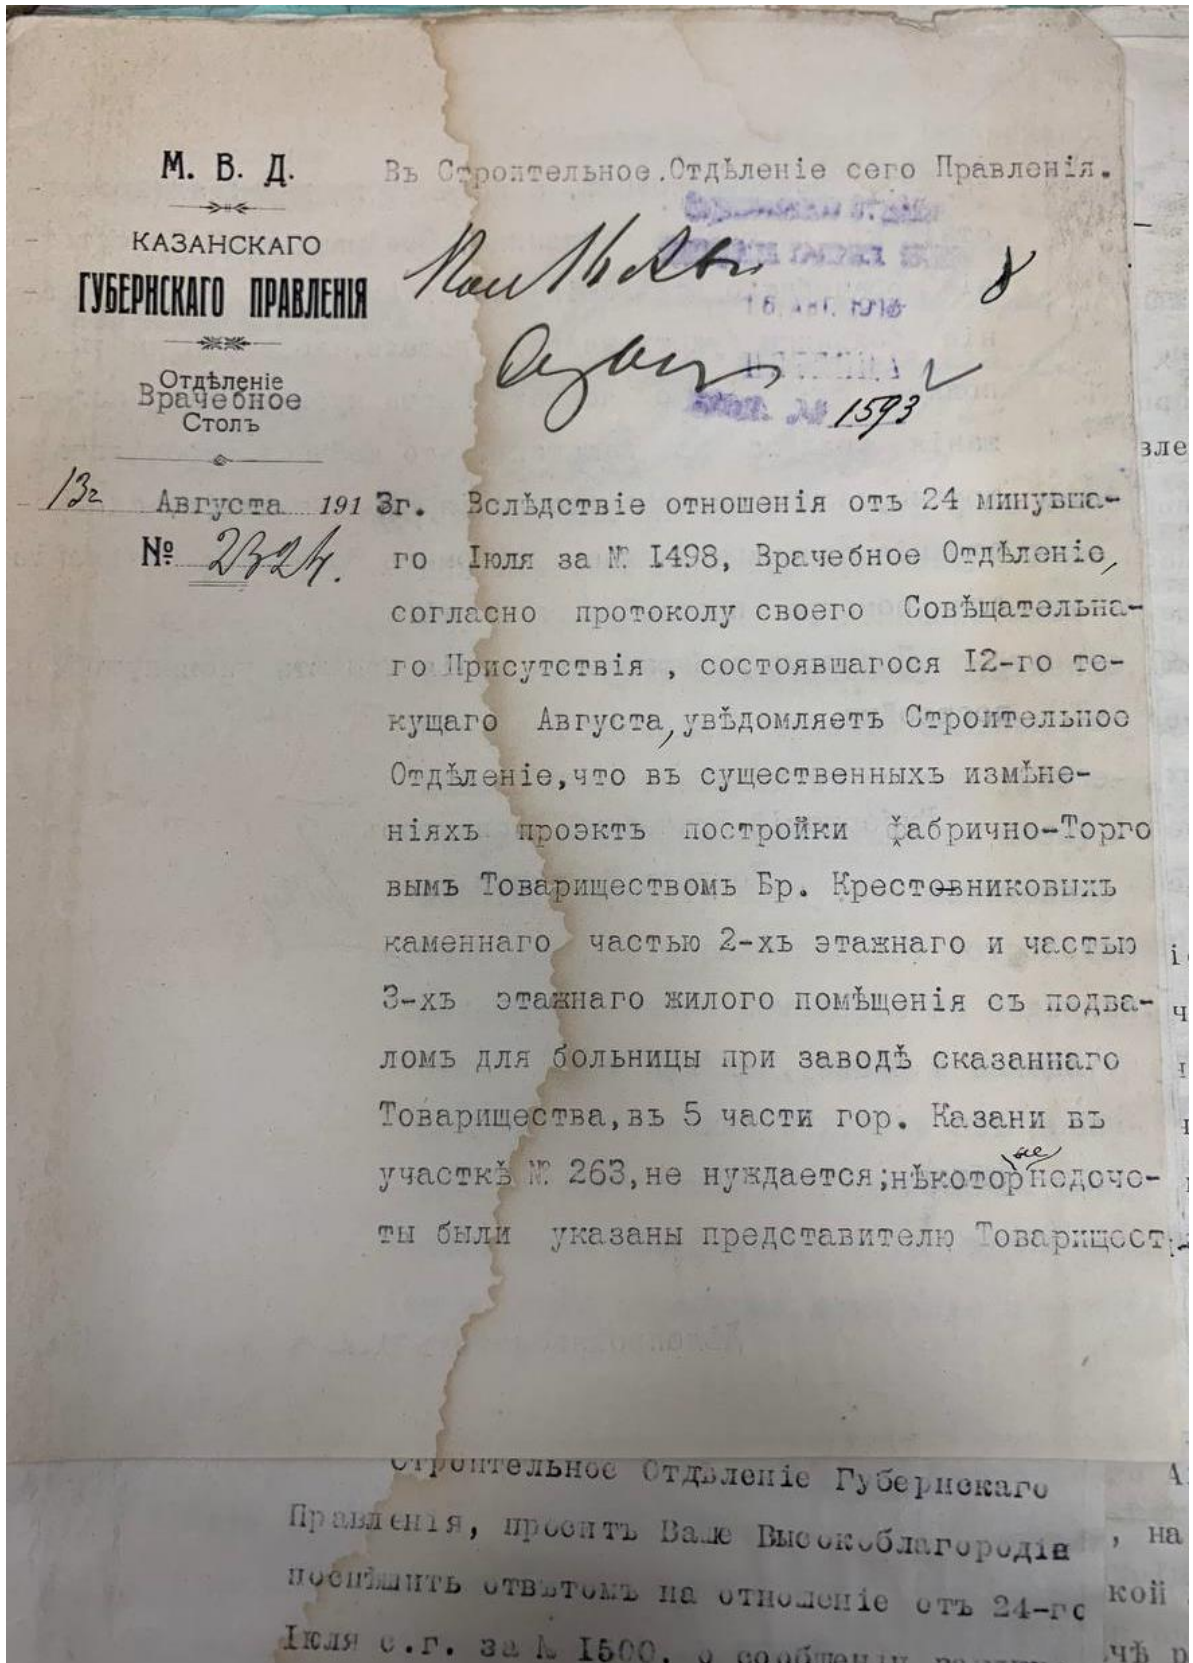 М. В. Д.
КАЗАНСКАГО
ГУБЕРНСКАГО ПРАВЛЕНІЯ
Отдѣленіе
Врачебное
Столъ
13г Августа 1913г.
№ 2324.
Въ Строительное.Отдѣленіе сего Правленія.
1593
Вслѣдствіе отношенія отъ 24 минувша-
го Іюля за № 1498, Врачебное Отдѣленіе,
согласно протоколу своего Совѣщательна-
го Присутствія , состоявшагося 12-го те-
кущаго Августа, увѣдомляетъ Строительное
Отдѣленіе,что въ существенныхъ измѣне-
ніяхъ проэктъ постройки фабрично-Торго
вымъ Товариществомъ Бр. Крестовниковыхъ
каменнаго частью 2-хъ этажнаго и частью
3-хъ этажнаго жилого помѣщенія съ подва-
ломъ для больницы при заводѣ сказаннаго
Товарищества,въ 5 части гор. Казани въ
участкѣ № 263,не нуждается;нѣкоторые недоче-
ты были указаны представителю Товарищест
Строительное Отдѣленіе Губернскаго
Правленія, проситъ Ваше Высокоблагородіе
поспѣшить отвѣтомъ на отношеніе отъ 24-го
Іюля с.г. за № 1500, о сообщеніи